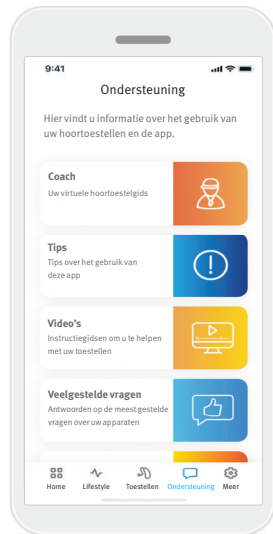 9:41
Ondersteuning
Hier vindt u informatie over het gebruik van
uw hoortoestellen en de app.
Coach
Uw virtuele hoortoestelgids
Tips
Tips over het gebruik van
deze app
Video's
Instructiegidsen om u te helpen
met uw toestellen
Veelgestelde vragen
Antwoorden op de meest gestelde
vragen over uw apparaten
Home Lifestyle Toestellen Ondersteuning Meer